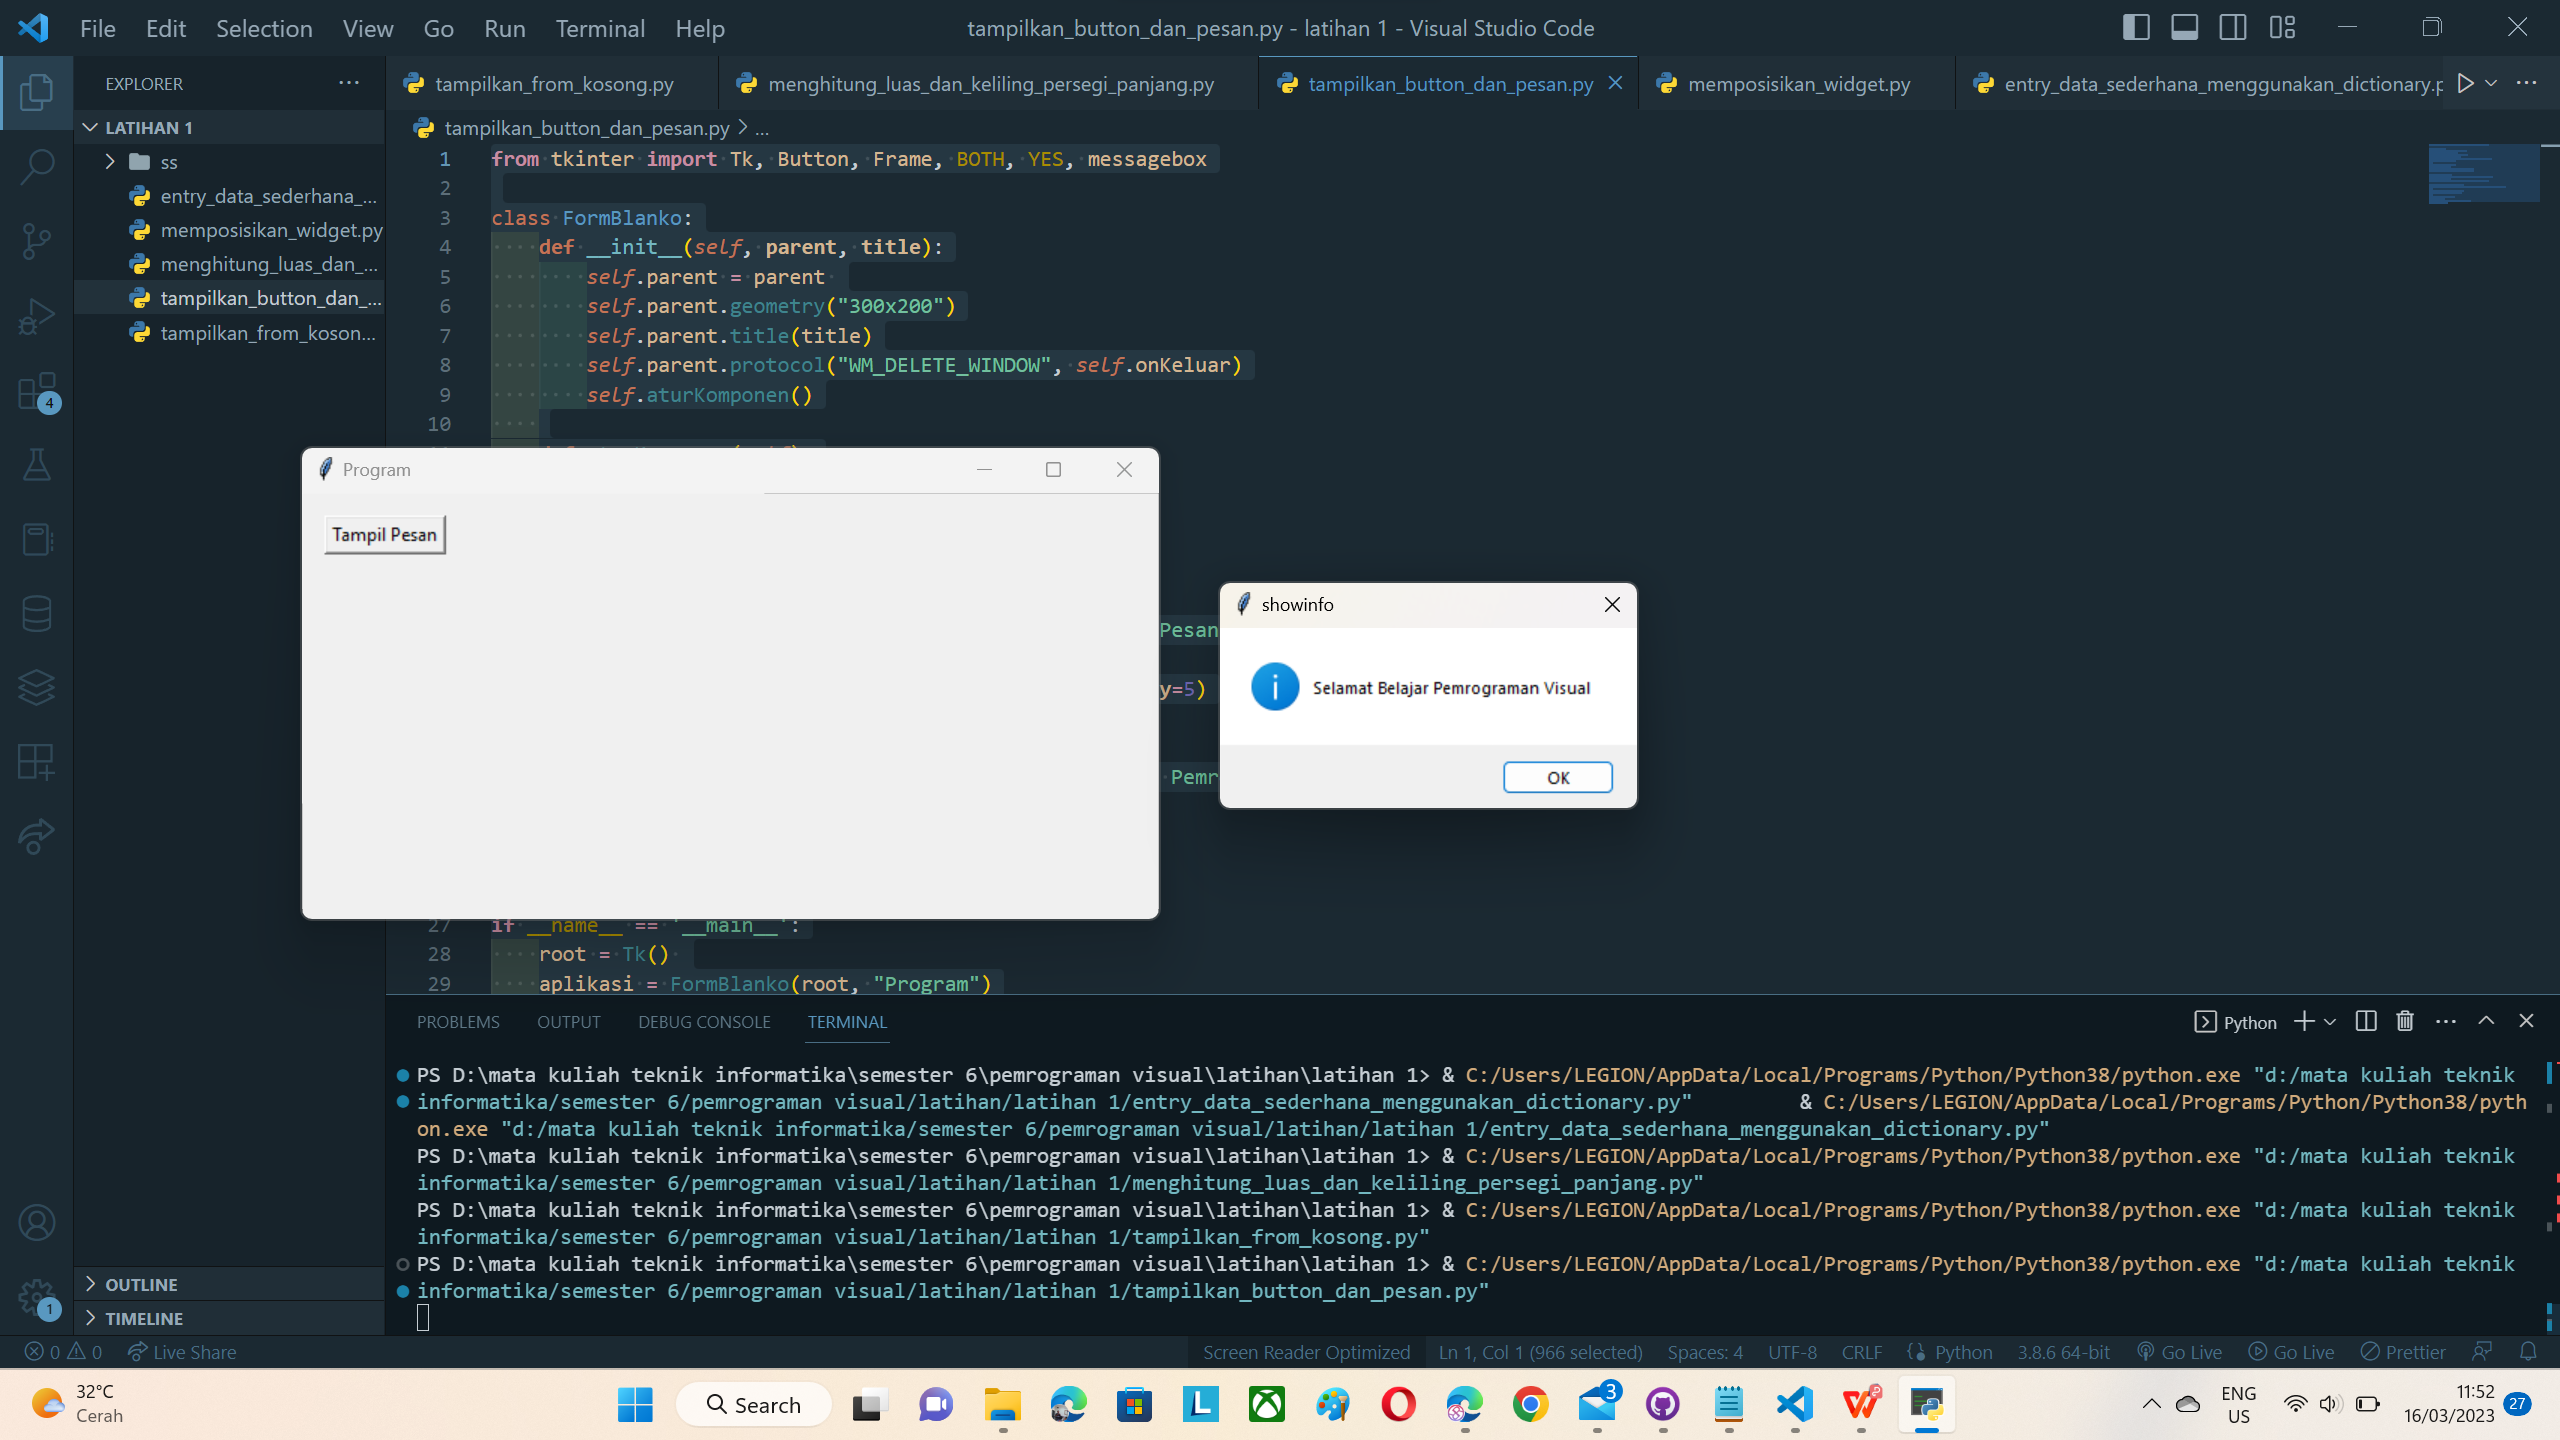 File Edit Selection View Go Run Terminal Help
tampilkan_button_dan_pesan.py - latihan 1 - Visual Studio Code
EXPLORER
LATIHAN 1
ss
entry_data_sederhana_...
memposisikan_widget.py
menghitung_luas_dan_...
tampilkan_button_dan_...
tampilkan_from_koson...
OUTLINE
TIMELINE
tampilkan_from_kosong.py
menghitung_luas_dan_keliling_persegi_panjang.py
tampilkan_button_dan_pesan.py
memposisikan_widget.py
entry_data_sederhana_menggunakan_dictionary.p
tampilkan_button_dan_pesan.py > ...
1 from tkinter import Tk, Button, Frame, BOTH, YES, messagebox
2
3 class FormBlanko:
4 def __init__(self, parent, title):
5 self.parent = parent
6 self.parent.geometry("300x200")
7 self.parent.title(title)
8 self.parent.protocol("WM_DELETE_WINDOW", self.onKeluar)
9 self.aturKomponen()
10
Program
Tampil Pesan
Pesan
y=5)
Pemr
showinfo
Selamat Belajar Pemrograman Visual
OK
27 if __name__ == '__main__':
28 root = Tk()
29 aplikasi = FormBlanko(root, "Program")
PROBLEMS OUTPUT DEBUG CONSOLE TERMINAL
Python
PS D:\mata kuliah teknik informatika\semester 6\pemrograman visual\latihan\latihan 1> & C:/Users/LEGION/AppData/Local/Programs/Python/Python38/python.exe "d:/mata kuliah teknik
informatika/semester 6/pemrograman visual/latihan/latihan 1/entry_data_sederhana_menggunakan_dictionary.py" & C:/Users/LEGION/AppData/Local/Programs/Python/Python38/pyth
on.exe "d:/mata kuliah teknik informatika/semester 6/pemrograman visual/latihan/latihan 1/entry_data_sederhana_menggunakan_dictionary.py"
PS D:\mata kuliah teknik informatika\semester 6\pemrograman visual\latihan\latihan 1> & C:/Users/LEGION/AppData/Local/Programs/Python/Python38/python.exe "d:/mata kuliah teknik
informatika/semester 6/pemrograman visual/latihan/latihan 1/menghitung_luas_dan_keliling_persegi_panjang.py"
PS D:\mata kuliah teknik informatika\semester 6\pemrograman visual\latihan\latihan 1> & C:/Users/LEGION/AppData/Local/Programs/Python/Python38/python.exe "d:/mata kuliah teknik
informatika/semester 6/pemrograman visual/latihan/latihan 1/tampilkan_from_kosong.py"
PS D:\mata kuliah teknik informatika\semester 6\pemrograman visual\latihan\latihan 1> & C:/Users/LEGION/AppData/Local/Programs/Python/Python38/python.exe "d:/mata kuliah teknik
informatika/semester 6/pemrograman visual/latihan/latihan 1/tampilkan_button_dan_pesan.py"
4
1
0 0 Live Share
Screen Reader Optimized Ln 1, Col 1 (966 selected) Spaces: 4 UTF-8 CRLF Python 3.8.6 64-bit Go Live Go Live Prettier
32°C
Cerah
Search
3
ENG
US
11:52
16/03/2023
27